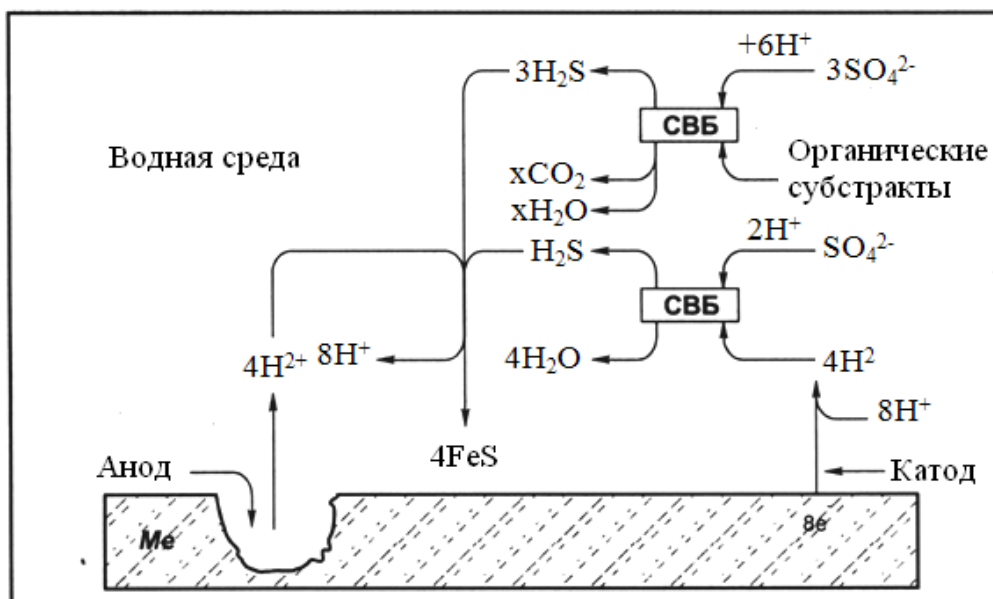 +6H⁺
3H₂S
3SO₄²⁻
СВБ
Водная среда
Органические
субстракты
xCO₂
xH₂O
2H⁺
H₂S
SO₄²⁻
СВБ
4H²⁺
8H⁺
4H₂O
4H²
8H⁺
4FeS
Анод
Катод
Me
8e